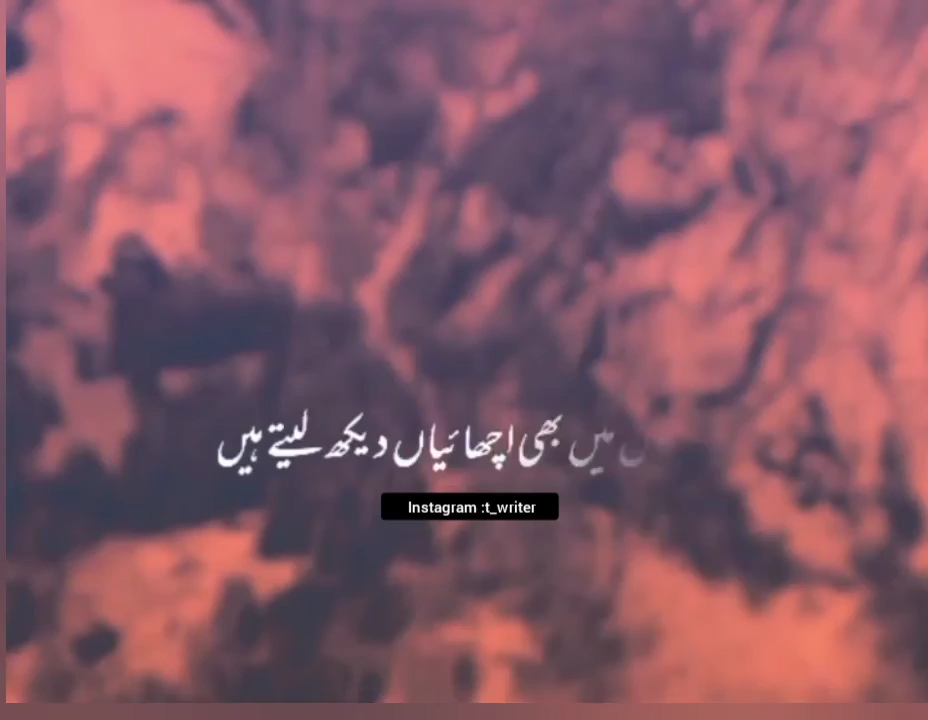 میں بھی اچھائیاں دیکھ لیتے ہیں
Instagram :t_writer